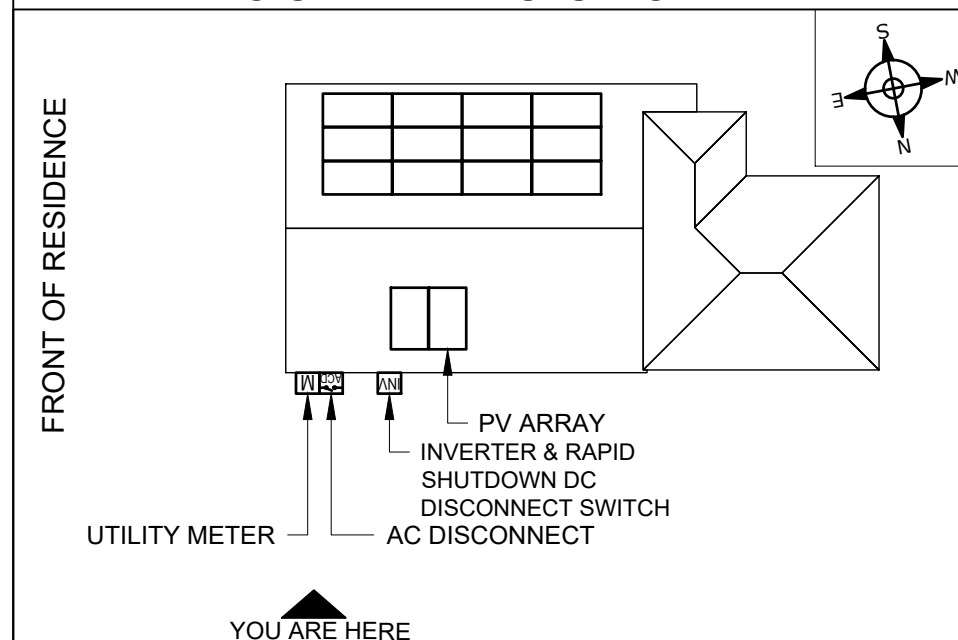 S
W
E
N
FRONT OF RESIDENCE
M
ACD
INV
PV ARRAY
INVERTER & RAPID
SHUTDOWN DC
DISCONNECT SWITCH
UTILITY METER
AC DISCONNECT
YOU ARE HERE